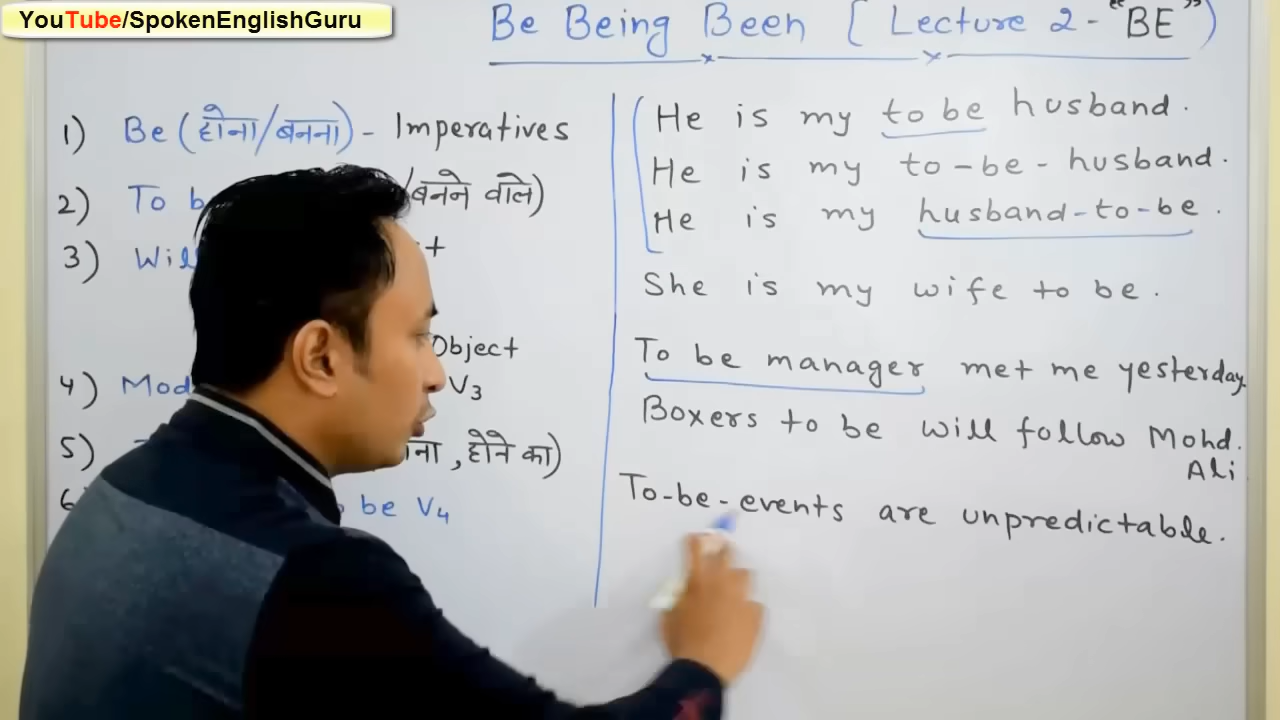 YouTube/SpokenEnglishGuru
Be Being Been [ Lecture 2 - "BE" )
1) Be (होना/बनना) - Imperatives
2) To b /बनने वाले)
3) Will
Object
4) Mod V3
5) , होने का)
be V4
He is my to be husband.
He is my to-be-husband.
He is my husband-to-be.
She is my wife to be.
To be manager met me yesterday.
Boxers to be will follow Mohd.
Ali
To-be-events are unpredictable.